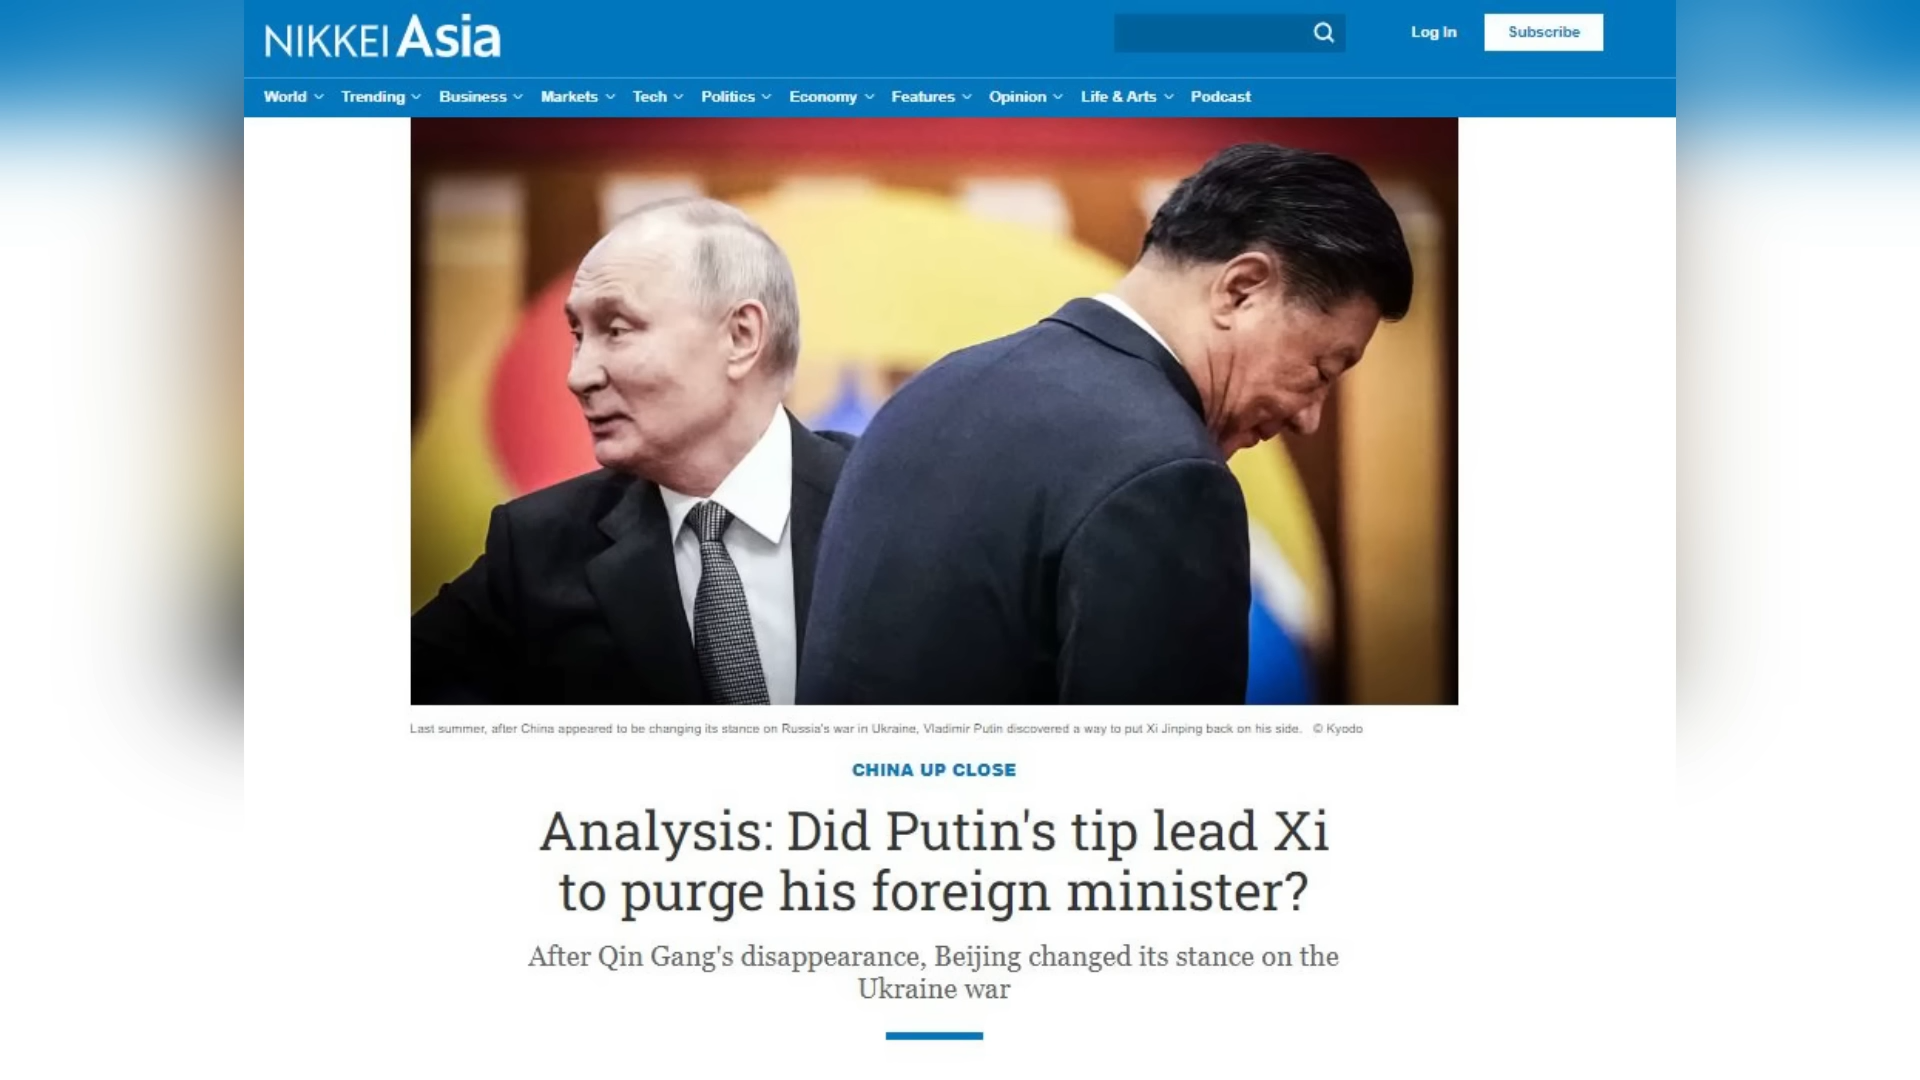 NIKKEI Asia
Log In
Subscribe
World Trending Business Markets Tech Politics Economy Features Opinion Life & Arts Podcast
Last summer, after China appeared to be changing its stance on Russia's war in Ukraine, Vladimir Putin discovered a way to put Xi Jinping back on his side. © Kyodo
CHINA UP CLOSE
Analysis: Did Putin's tip lead Xi
to purge his foreign minister?
After Qin Gang's disappearance, Beijing changed its stance on the
Ukraine war